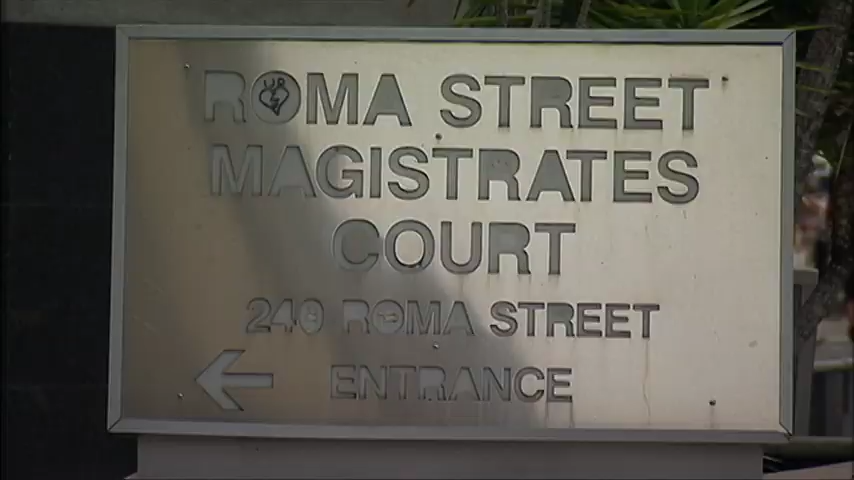 ROMA STREET
MAGISTRATES
COURT
240 ROMA STREET
ENTRANCE